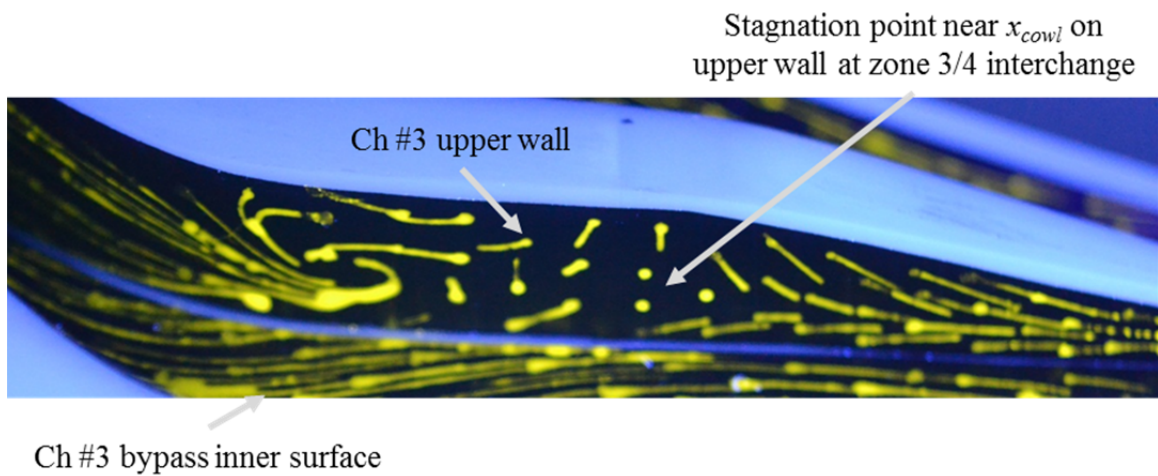 Stagnation point near x_cowl on
upper wall at zone 3/4 interchange
Ch #3 upper wall
Ch #3 bypass inner surface